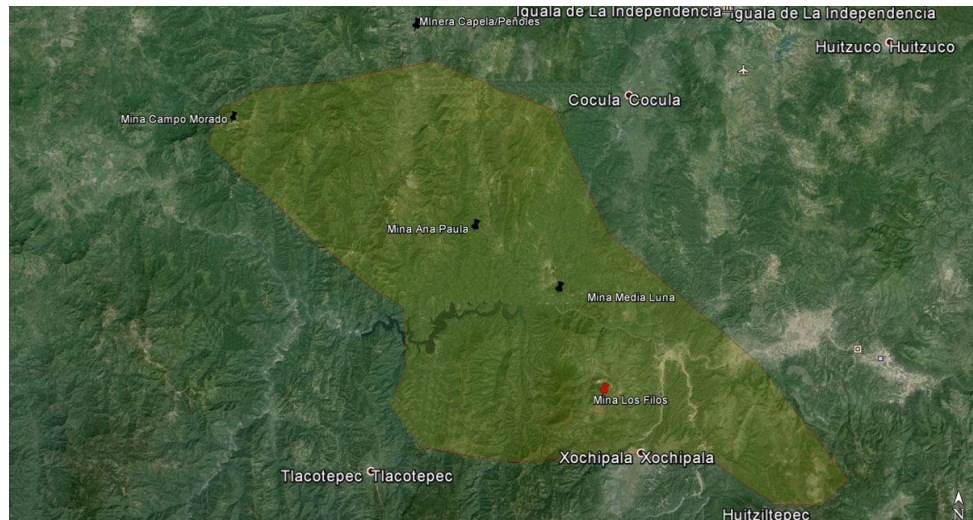 Iguala de La Independencia Iguala de La Independencia
Minera Capela/Peñoles
Huitzuco Huitzuco
Cocula Cocula
Mina Campo Morado
Mina Ana Paula
Mina Media Luna
Mina Los Filos
Xochipala Xochipala
Tlacotepec Tlacotepec
Huitziltepec
N